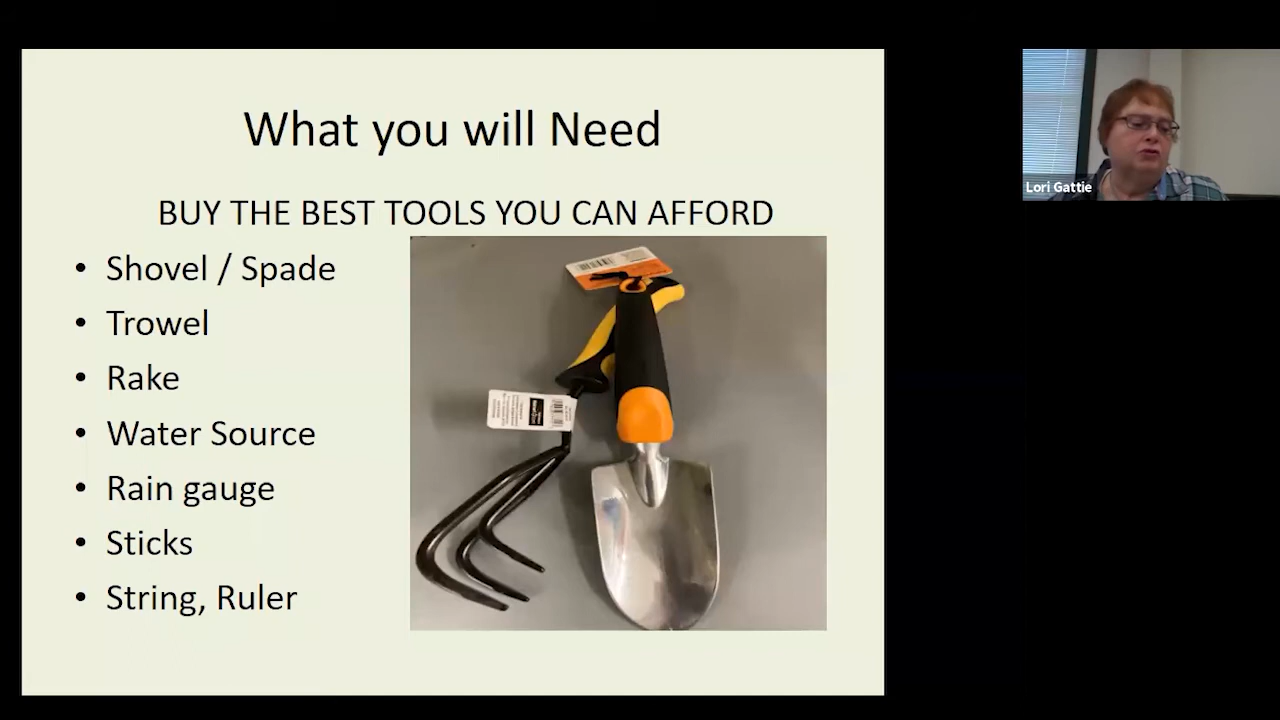 What you will Need
BUY THE BEST TOOLS YOU CAN AFFORD
• Shovel / Spade
• Trowel
• Rake
• Water Source
• Rain gauge
• Sticks
• String, Ruler
Lori Gattie